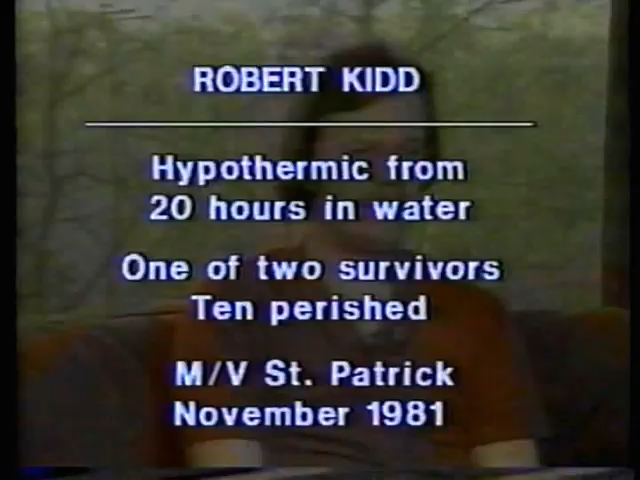 ROBERT KIDD
Hypothermic from
20 hours in water
One of two survivors
Ten perished
M/V St. Patrick
November 1981